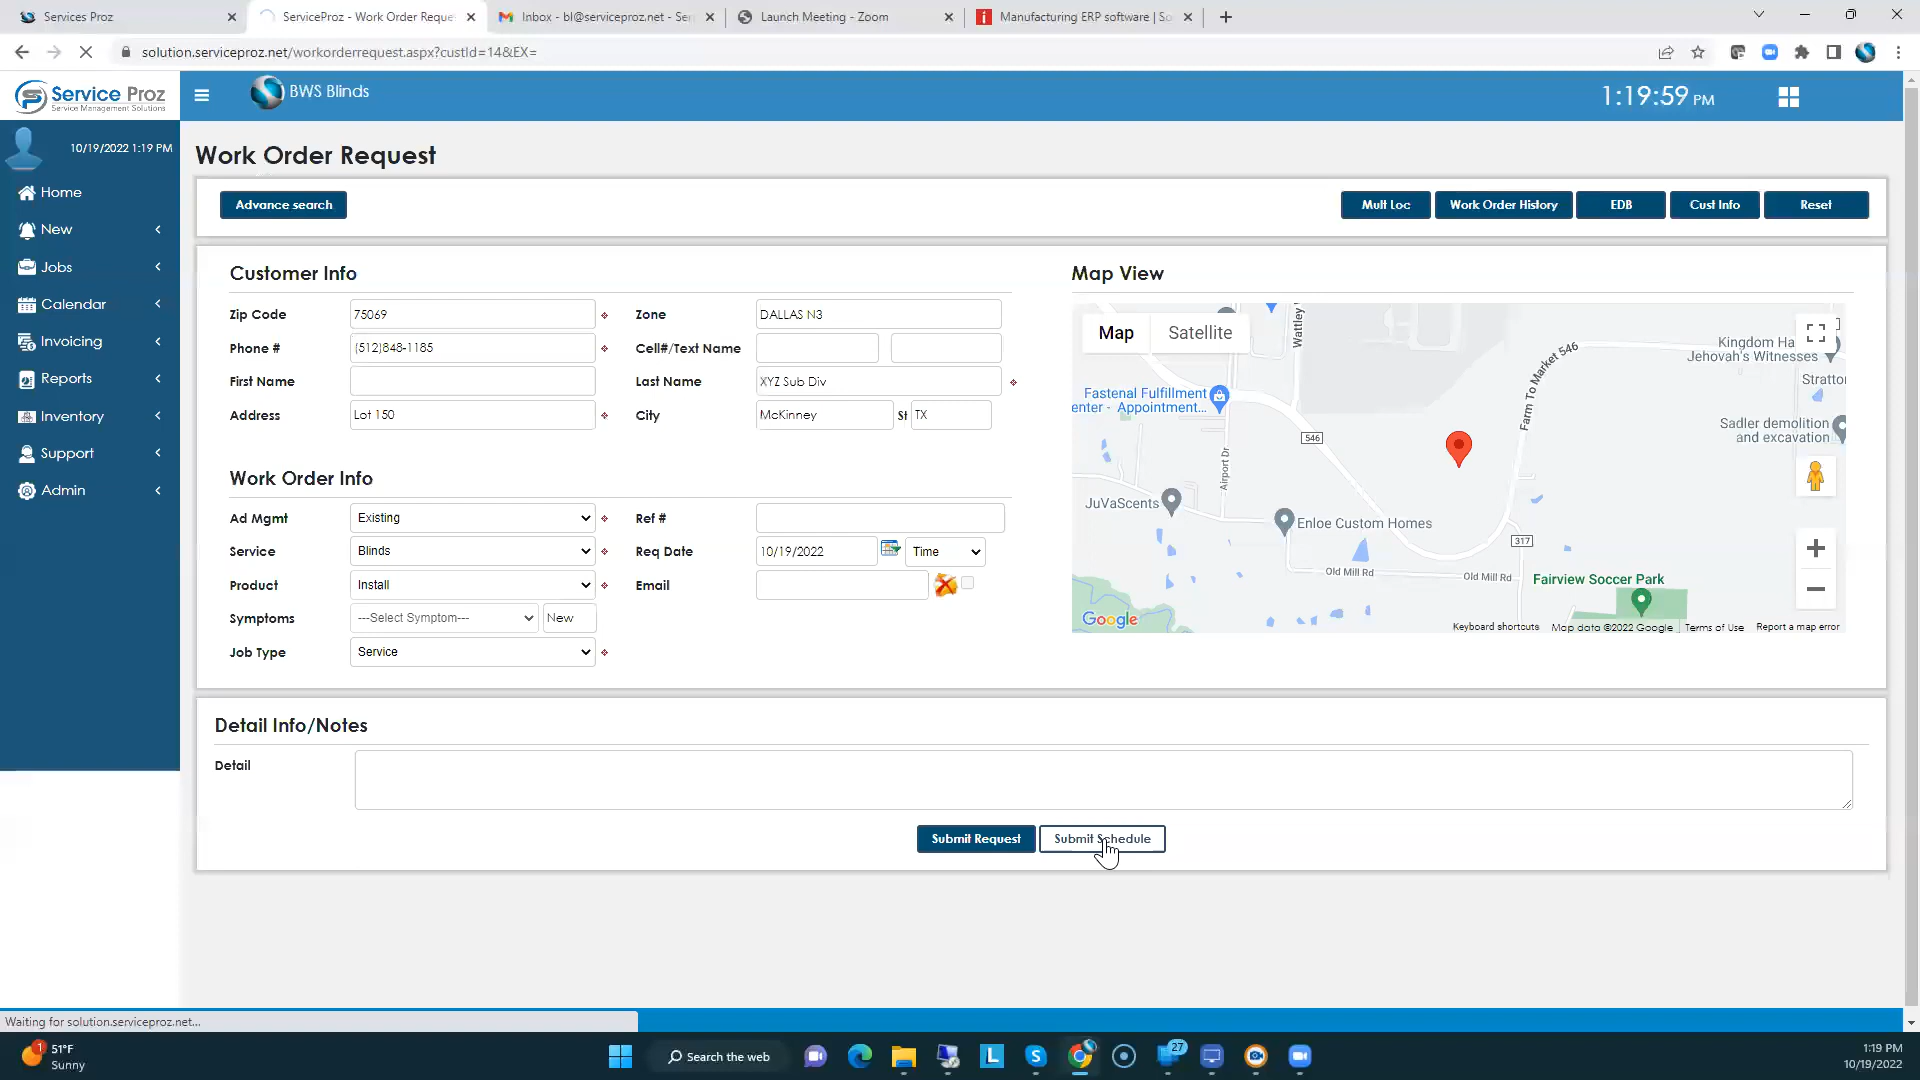 Services Proz
ServiceProz - Work Order Reque
Inbox - bl@serviceproz.net - Ser
Launch Meeting - Zoom
Manufacturing ERP software | So
solution.serviceproz.net/workorderrequest.aspx?custId=14&EX=
Service Proz
Service Management Solutions
BWS Blinds
1:19:59 PM
10/19/2022 1:19 PM
Home
New
Jobs
Calendar
Invoicing
Reports
Inventory
Support
Admin
Work Order Request
Advance search
Mult Loc
Work Order History
EDB
Cust Info
Reset
Customer Info
Zip Code
75069
Zone
DALLAS N3
Phone #
(512)848-1185
Cell#/Text Name
First Name
Last Name
XYZ Sub Div
Address
Lot 150
City
McKinney
St
TX
Work Order Info
Ad Mgmt
Existing
Ref #
Service
Blinds
Req Date
10/19/2022
Time
Product
Install
Email
Symptoms
---Select Symptom---
New
Job Type
Service
Map View
Map
Satellite
Wattley
Farm To Market 546
Kingdom Ha
Jehovah's Witnesses
Stratto
Fastenal Fulfillment
enter - Appointment...
546
Sadler demolition
and excavation
Airport Dr
JuVaScents
Enloe Custom Homes
317
Old Mill Rd
Old Mill Rd
Fairview Soccer Park
Google
Keyboard shortcuts
Map data ©2022 Google
Terms of Use
Report a map error
Detail Info/Notes
Detail
Submit Request
Submit Schedule
Waiting for solution.serviceproz.net...
1
51°F
Sunny
Search the web
L
S
27
1:19 PM
10/19/2022